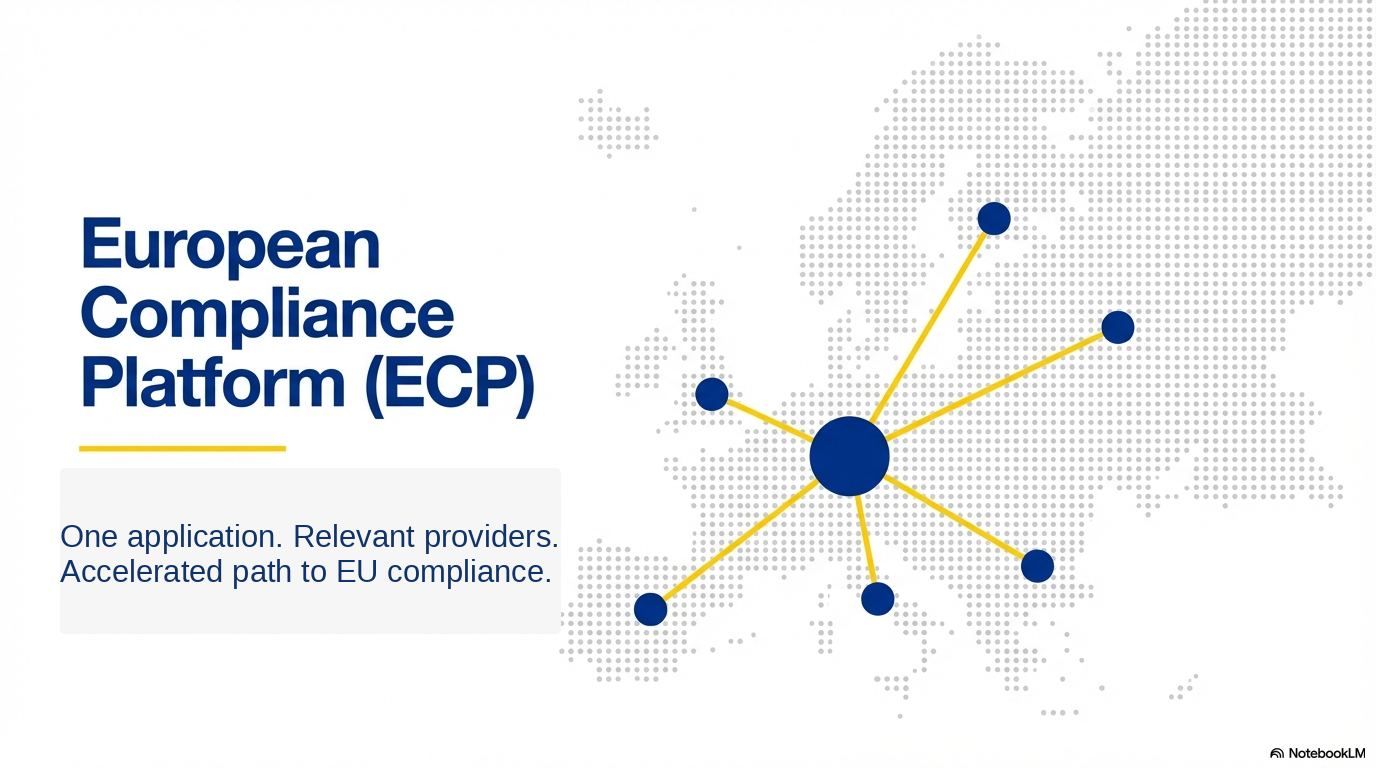 European
Compliance
Platform (ECP)
One application. Relevant providers.
Accelerated path to EU compliance.
NotebookLM